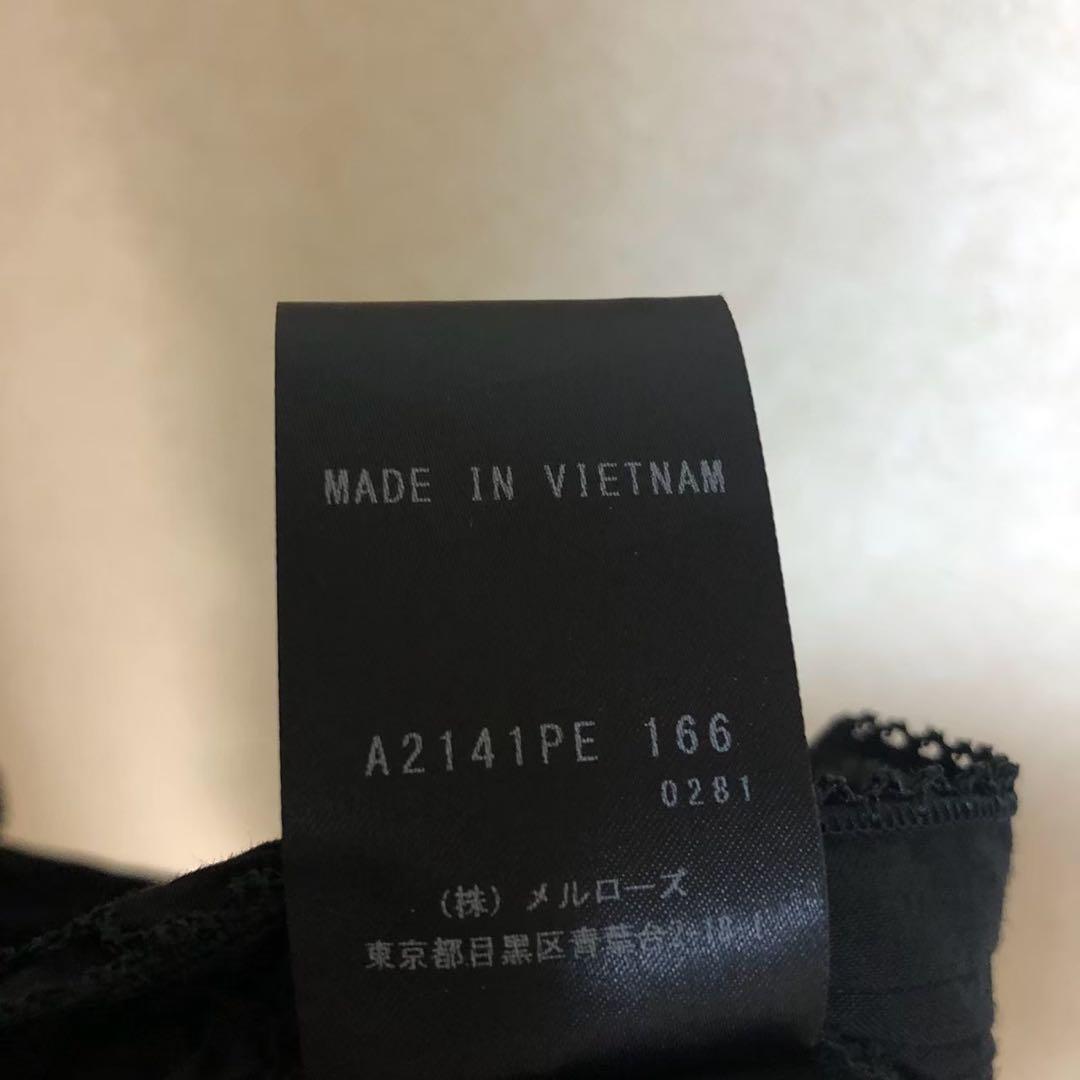 MADE IN VIETNAM
A2141PE 166
0281
(株) メルローズ
東京都目黒区青葉台